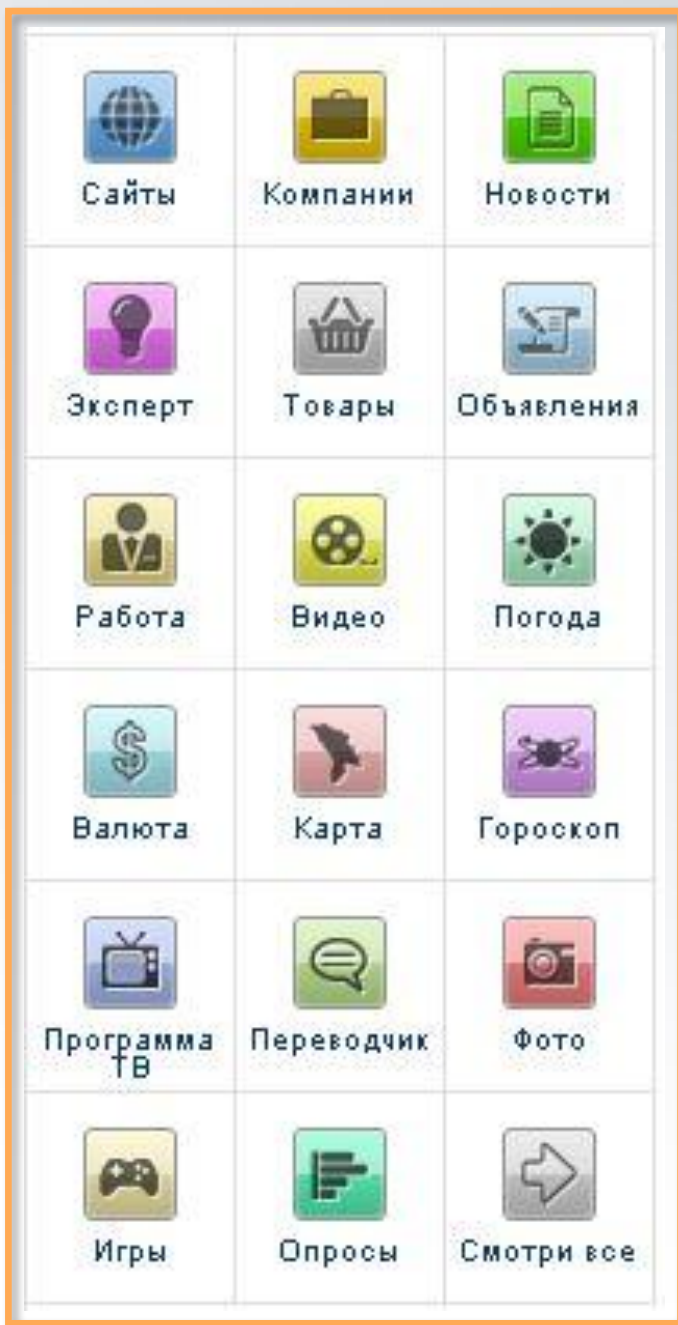 Сайты Компании Новости
Эксперт Товары Объявления
Работа Видео Погода
Валюта Карта Гороскоп
Программа Переводчик Фото
ТВ
Игры Опросы Смотри все